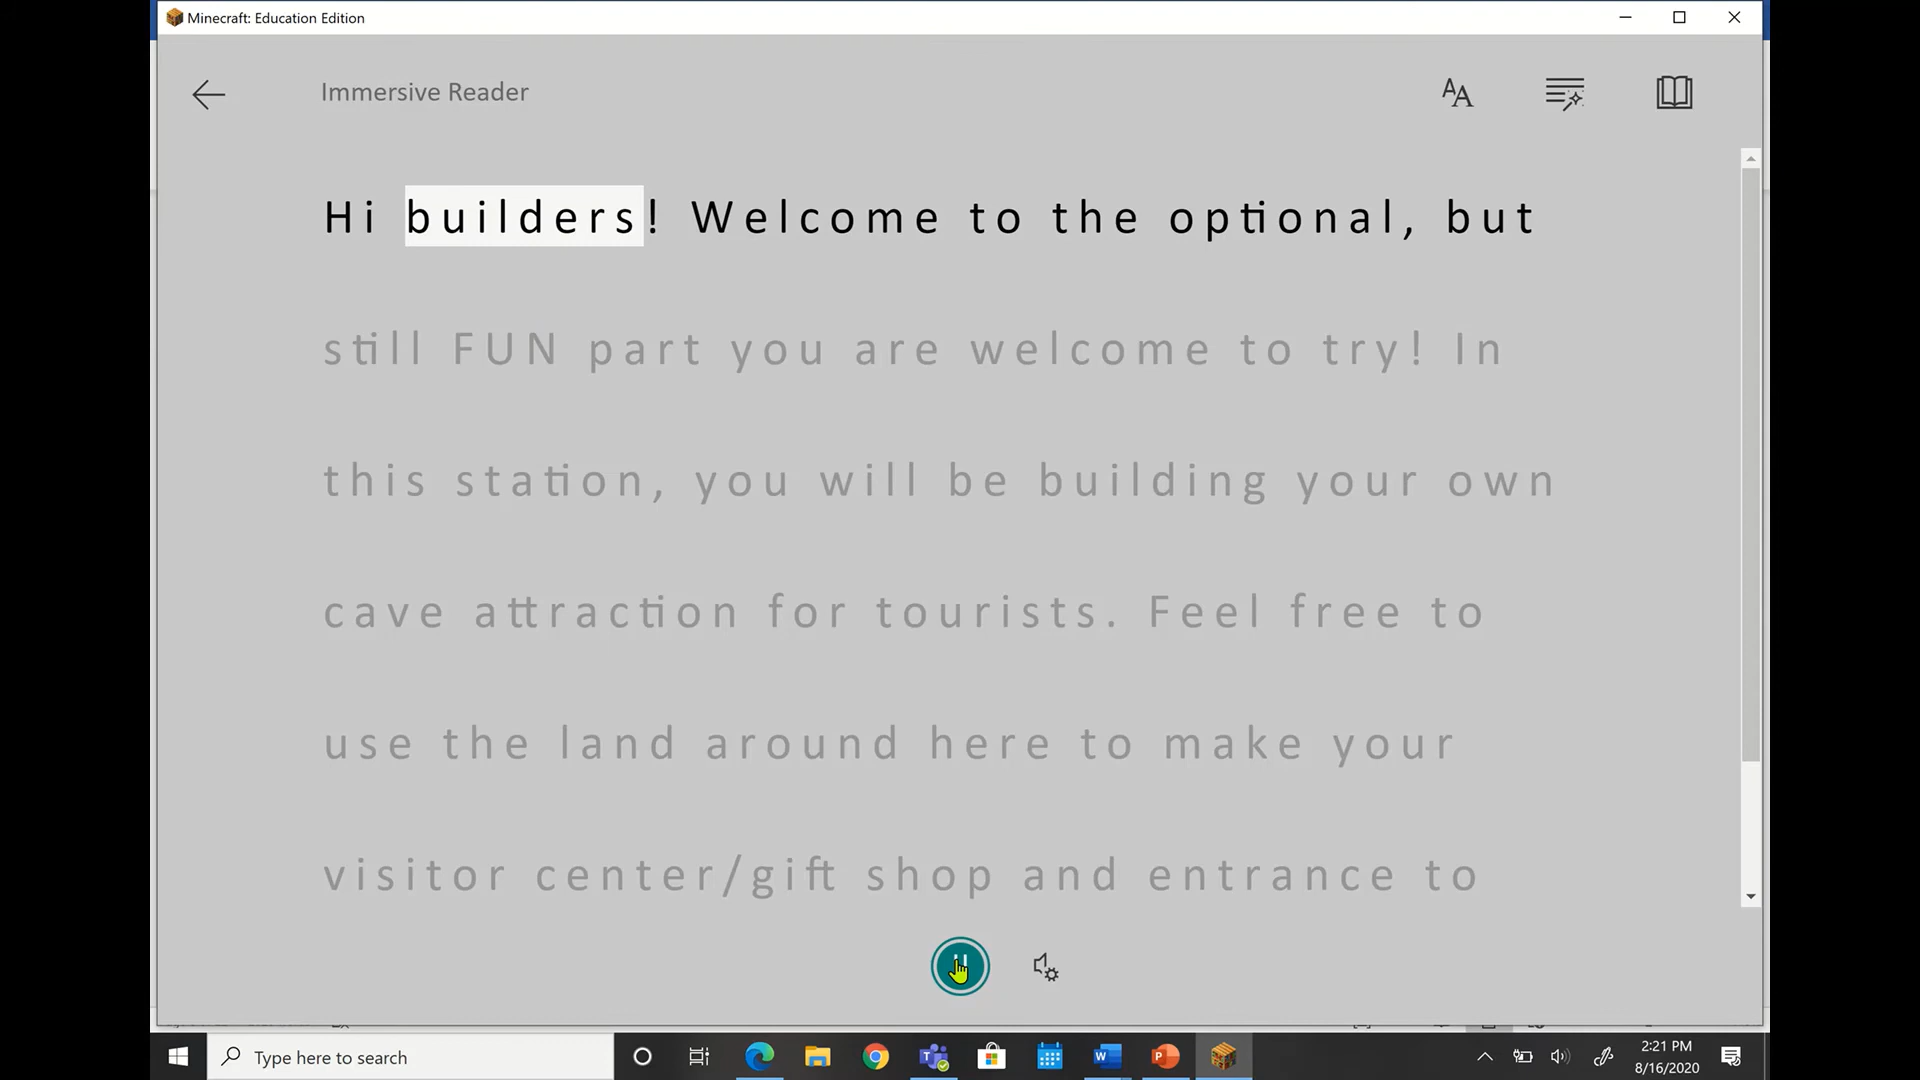 Minecraft: Education Edition
Immersive Reader
Hi builders! Welcome to the optional, but
still FUN part you are welcome to try! In
this station, you will be building your own
cave attraction for tourists. Feel free to
use the land around here to make your
visitor center/gift shop and entrance to
Type here to search
2:21 PM
8/16/2020